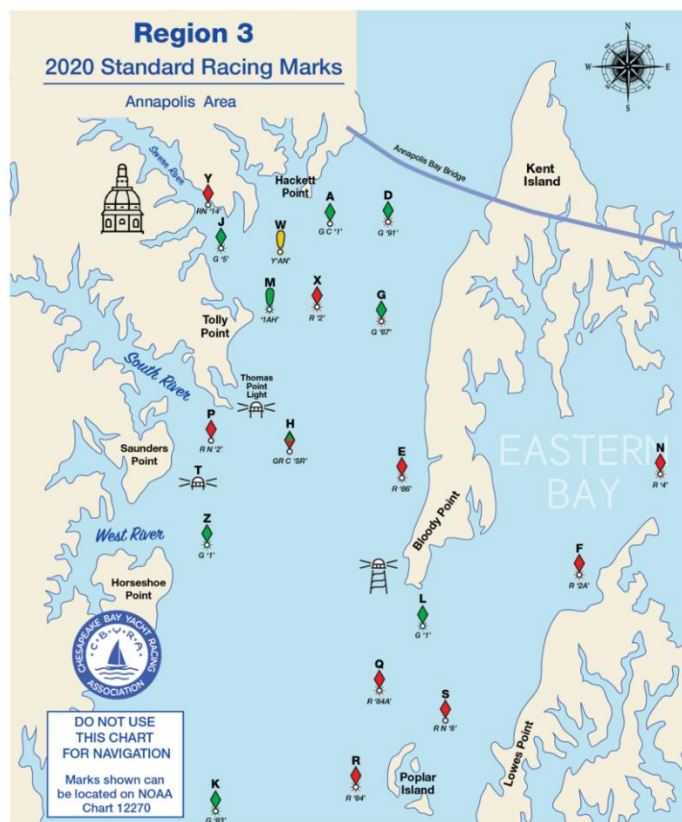 Region 3
2020 Standard Racing Marks
Annapolis Area
N
W
E
S
Annapolis Bay Bridge
Kent
Island
Severn River
Y
RN '14'
Hackett
Point
A
G C '1'
D
G '91'
J
G '5'
W
Y'AN'
M
'1AH'
X
R '2'
G
G '87'
Tolly
Point
South River
Thomas
Point
Light
P
R N '2'
H
GR C 'SR'
Saunders
Point
T
E
R '86'
EASTERN
BAY
N
R '4'
Bloody Point
West River
Z
G '1'
F
R '2A'
Horseshoe
Point
L
G '1'
CHESAPEAKE BAY YACHT RACING
C·B·Y·R·A
ASSOCIATION
Q
R '84A'
S
R N '8'
DO NOT USE
THIS CHART
FOR NAVIGATION
Marks shown can
be located on NOAA
Chart 12270
Lowes Point
R
R '84'
Poplar
Island
K
G '83'